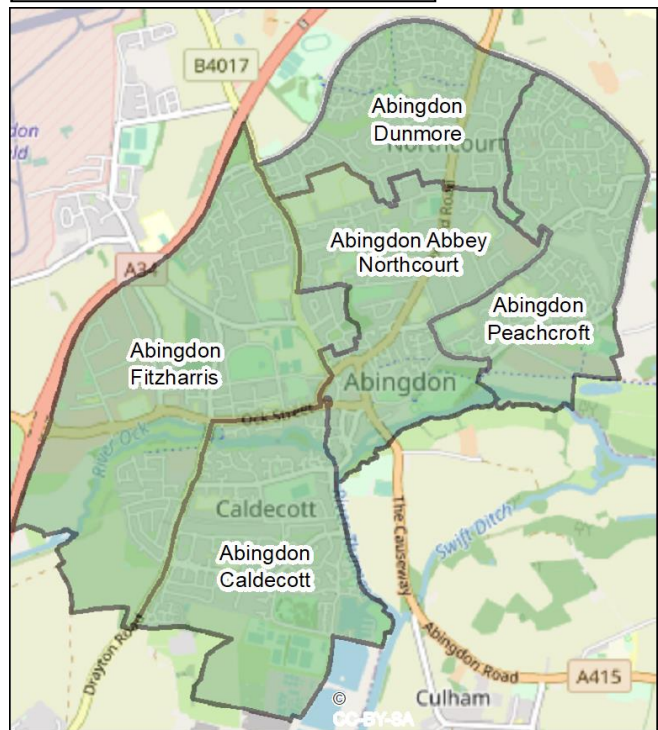 B4017
Abingdon
Dunmore
Northcourt
Abingdon Abbey
Northcourt
A34
Abingdon
Peachcroft
Abingdon
Fitzharris
Abingdon
Ock Street
River Ock
Caldecott
The Causeway
Swift Ditch
Abingdon
Caldecott
Drayton Road
Abingdon Road
A415
Culham
©
CC-BY-SA